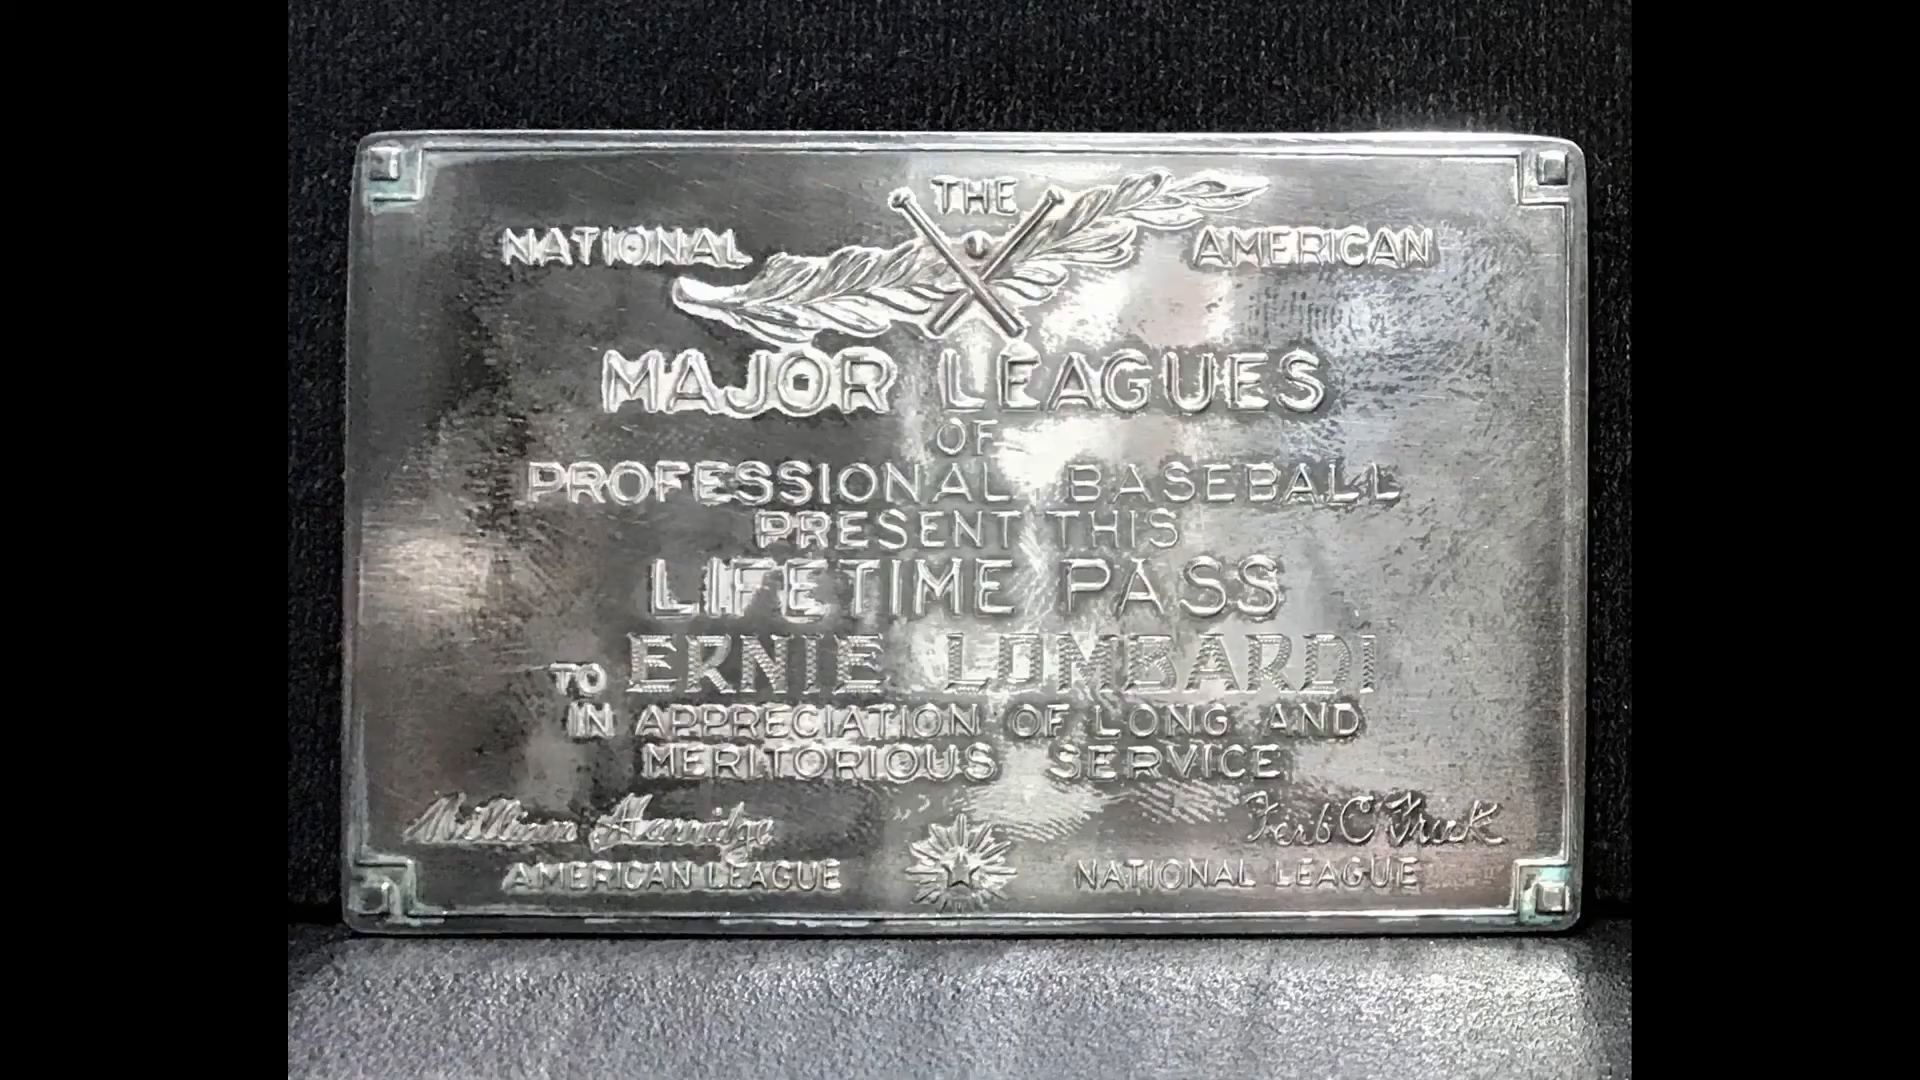 THE
NATIONAL AMERICAN
MAJOR LEAGUES
OF
PROFESSIONAL BASEBALL
PRESENT THIS
LIFETIME PASS
TO ERNIE LOMBARDI
IN APPRECIATION OF LONG AND
MERITORIOUS SERVICE
William Harridge Ford C Frick
AMERICAN LEAGUE NATIONAL LEAGUE